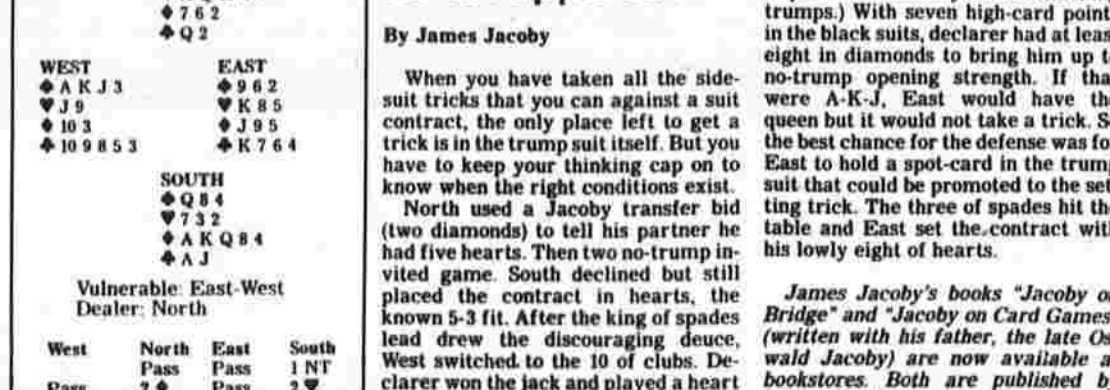 ♦ 7 6 2
♣ Q 2
WEST
♠ A K J 3
♥ J 9
♦ 10 3
♣ 10 9 8 5 3
EAST
♠ 9 6 2
♥ K 8 5
♦ J 9 5
♣ K 7 6 4
SOUTH
♠ Q 8 4
♥ 7 3 2
♦ A K Q 8 4
♣ A J
Vulnerable: East-West
Dealer: North
West North East South
Pass Pass 1 NT
Pass 2 ♦ Pass 2 ♥
By James Jacoby
When you have taken all the side-
suit tricks that you can against a suit
contract, the only place left to get a
trick is in the trump suit itself. But you
have to keep your thinking cap on to
know when the right conditions exist.
North used a Jacoby transfer bid
(two diamonds) to tell his partner he
had five hearts. Then two no-trump in-
vited game. South declined but still
placed the contract in hearts, the
known 5-3 fit. After the king of spades
lead drew the discouraging deuce,
West switched to the 10 of clubs. De-
clarer won the jack and played a heart
trumps.) With seven high-card point
in the black suits, declarer had at leas
eight in diamonds to bring him up t
no-trump opening strength. If tha
were A-K-J, East would have th
queen but it would not take a trick. S
the best chance for the defense was fo
East to hold a spot-card in the trump
suit that could be promoted to the set
ting trick. The three of spades hit th
table and East set the contract wit
his lowly eight of hearts.
James Jacoby's books "Jacoby o
Bridge" and "Jacoby on Card Games
(written with his father, the late Os
wald Jacoby) are now available a
bookstores. Both are published b